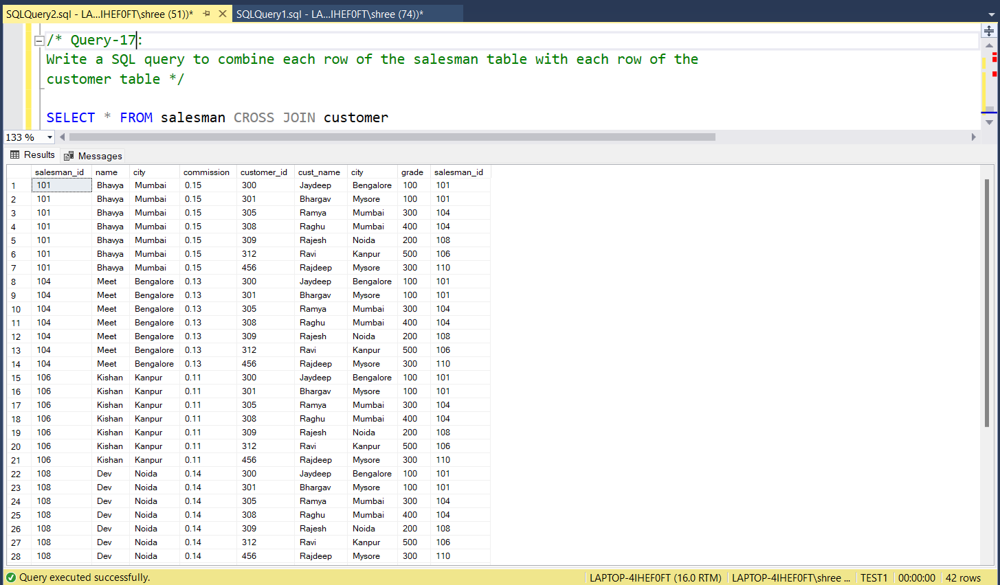 SQLQuery2.sql - LA...IHEF0FT\shree (51))* SQLQuery1.sql - LA...IHEF0FT\shree (74))*
/* Query-17:
Write a SQL query to combine each row of the salesman table with each row of the
customer table */
SELECT * FROM salesman CROSS JOIN customer
133 %
Results Messages
salesman_id name city commission customer_id cust_name city grade salesman_id
1 101 Bhavya Mumbai 0.15 300 Jaydeep Bengalore 100 101
2 101 Bhavya Mumbai 0.15 301 Bhargav Mysore 100 101
3 101 Bhavya Mumbai 0.15 305 Ramya Mumbai 300 104
4 101 Bhavya Mumbai 0.15 308 Raghu Mumbai 400 104
5 101 Bhavya Mumbai 0.15 309 Rajesh Noida 200 108
6 101 Bhavya Mumbai 0.15 312 Ravi Kanpur 500 106
7 101 Bhavya Mumbai 0.15 456 Rajdeep Mysore 300 110
8 104 Meet Bengalore 0.13 300 Jaydeep Bengalore 100 101
9 104 Meet Bengalore 0.13 301 Bhargav Mysore 100 101
10 104 Meet Bengalore 0.13 305 Ramya Mumbai 300 104
11 104 Meet Bengalore 0.13 308 Raghu Mumbai 400 104
12 104 Meet Bengalore 0.13 309 Rajesh Noida 200 108
13 104 Meet Bengalore 0.13 312 Ravi Kanpur 500 106
14 104 Meet Bengalore 0.13 456 Rajdeep Mysore 300 110
15 106 Kishan Kanpur 0.11 300 Jaydeep Bengalore 100 101
16 106 Kishan Kanpur 0.11 301 Bhargav Mysore 100 101
17 106 Kishan Kanpur 0.11 305 Ramya Mumbai 300 104
18 106 Kishan Kanpur 0.11 308 Raghu Mumbai 400 104
19 106 Kishan Kanpur 0.11 309 Rajesh Noida 200 108
20 106 Kishan Kanpur 0.11 312 Ravi Kanpur 500 106
21 106 Kishan Kanpur 0.11 456 Rajdeep Mysore 300 110
22 108 Dev Noida 0.14 300 Jaydeep Bengalore 100 101
23 108 Dev Noida 0.14 301 Bhargav Mysore 100 101
24 108 Dev Noida 0.14 305 Ramya Mumbai 300 104
25 108 Dev Noida 0.14 308 Raghu Mumbai 400 104
26 108 Dev Noida 0.14 309 Rajesh Noida 200 108
27 108 Dev Noida 0.14 312 Ravi Kanpur 500 106
28 108 Dev Noida 0.14 456 Rajdeep Mysore 300 110
Query executed successfully. LAPTOP-4IHEF0FT (16.0 RTM) LAPTOP-4IHEF0FT\shree ... TEST1 00:00:00 42 rows